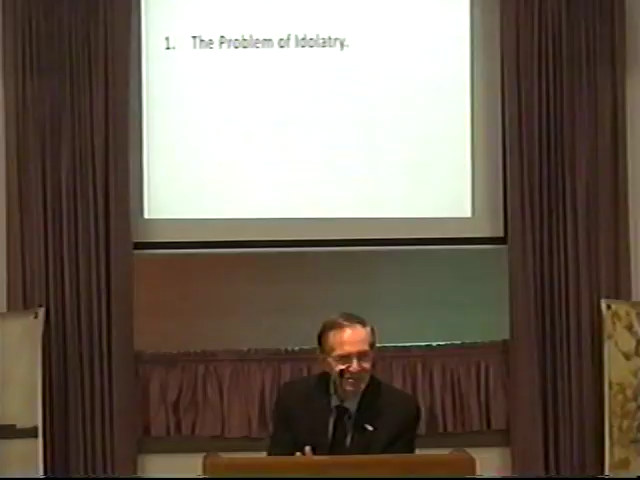 1. The Problem of Idolatry.